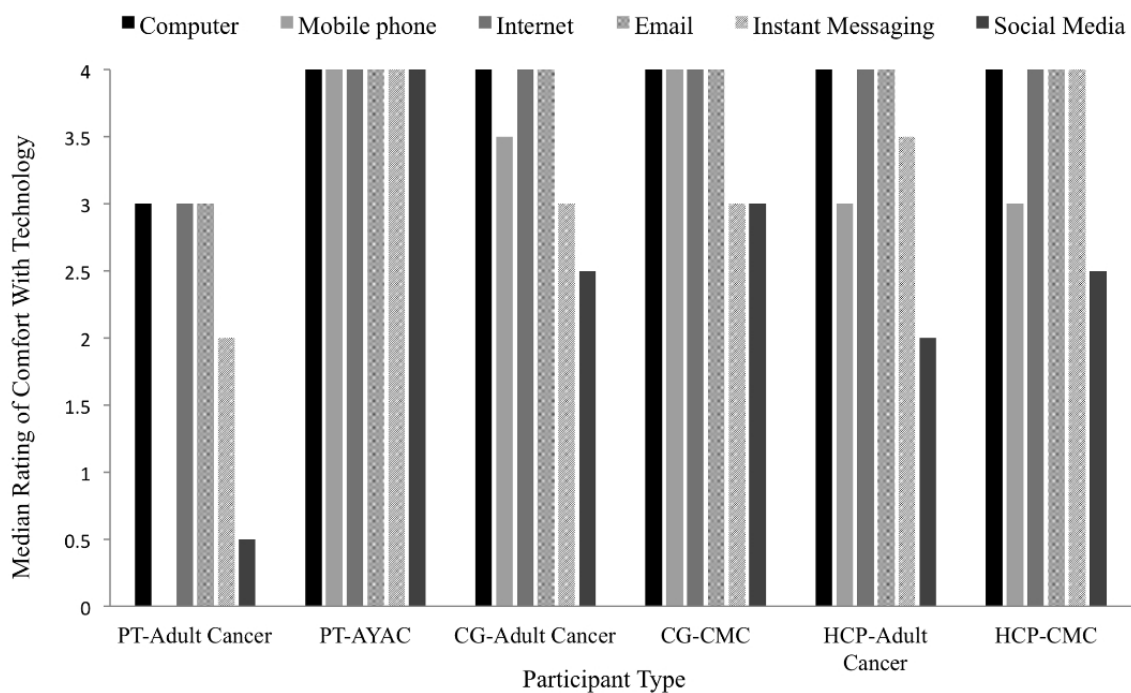 Computer Mobile phone Internet Email Instant Messaging Social Media
Median Rating of Comfort With Technology
4
3.5
3
2.5
2
1.5
1
0.5
0
PT-Adult Cancer PT-AYAC CG-Adult Cancer CG-CMC HCP-Adult Cancer HCP-CMC
Participant Type